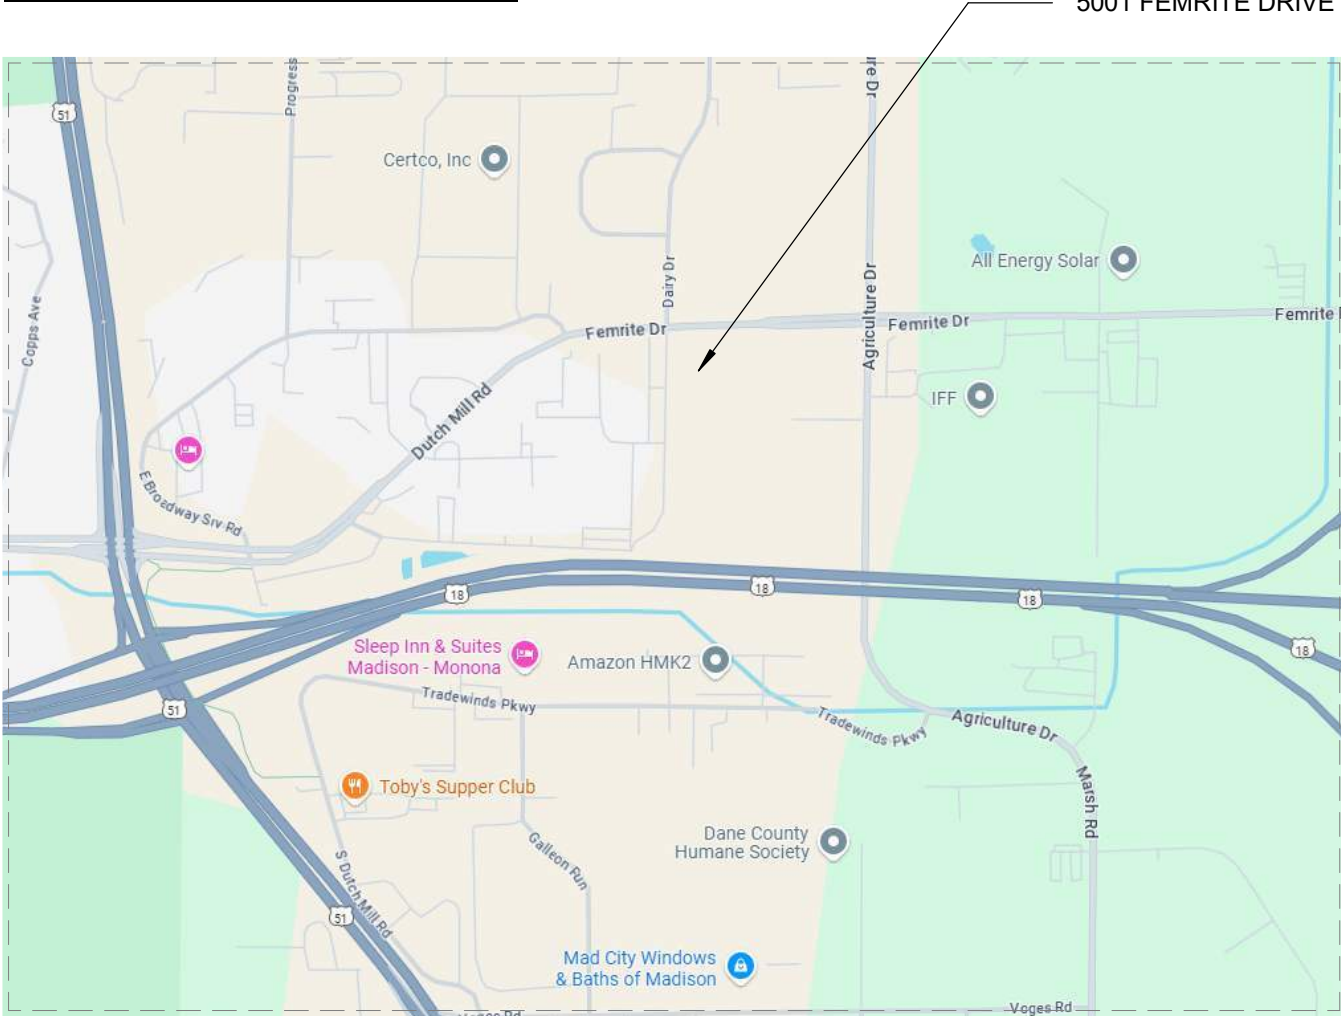 5001 FEMRITE DRIVE
51
Progress
re Dr
Certco, Inc
Dairy Dr
Agriculture Dr
All Energy Solar
Copps Ave
Femrite Dr
Femrite Dr
Femrite
IFF
Dutch Mill Rd
E Broadway Srv Rd
18
18
18
18
Sleep Inn & Suites
Madison - Monona
Amazon HMK2
51
Tradewinds Pkwy
Tradewinds Pkwy
Agriculture Dr
Marsh Rd
Toby's Supper Club
Dane County
Humane Society
Galleon Run
S Dutch Mill Rd
51
Mad City Windows
& Baths of Madison
Voges Rd